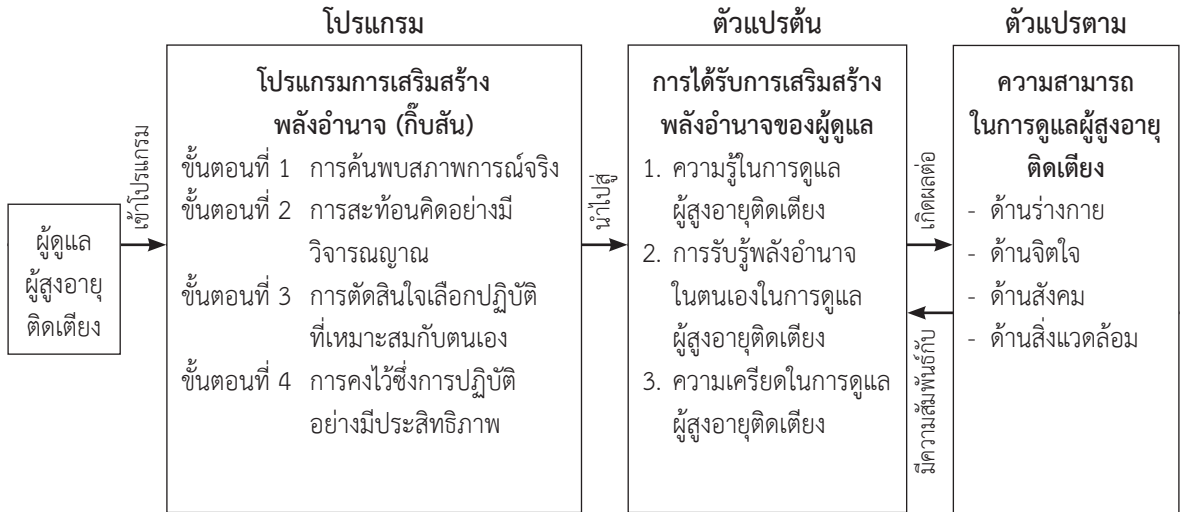 โปรแกรม
ตัวแปรต้น
ตัวแปรตาม
ผู้ดูแล
ผู้สูงอายุ
ติดเตียง
เข้าโปรแกรม
โปรแกรมการเสริมสร้าง
พลังอำนาจ (กิ๊บสัน)
ขั้นตอนที่ 1 การค้นพบสภาพการณ์จริง
ขั้นตอนที่ 2 การสะท้อนคิดอย่างมี
วิจารณญาณ
ขั้นตอนที่ 3 การตัดสินใจเลือกปฏิบัติ
ที่เหมาะสมกับตนเอง
ขั้นตอนที่ 4 การคงไว้ซึ่งการปฏิบัติ
อย่างมีประสิทธิภาพ
นำไปสู่
การได้รับการเสริมสร้าง
พลังอำนาจของผู้ดูแล
1. ความรู้ในการดูแล
ผู้สูงอายุติดเตียง
2. การรับรู้พลังอำนาจ
ในตนเองในการดูแล
ผู้สูงอายุติดเตียง
3. ความเครียดในการดูแล
ผู้สูงอายุติดเตียง
เกิดผลต่อ
มีความสัมพันธ์กับ
ความสามารถ
ในการดูแลผู้สูงอายุ
ติดเตียง
- ด้านร่างกาย
- ด้านจิตใจ
- ด้านสังคม
- ด้านสิ่งแวดล้อม